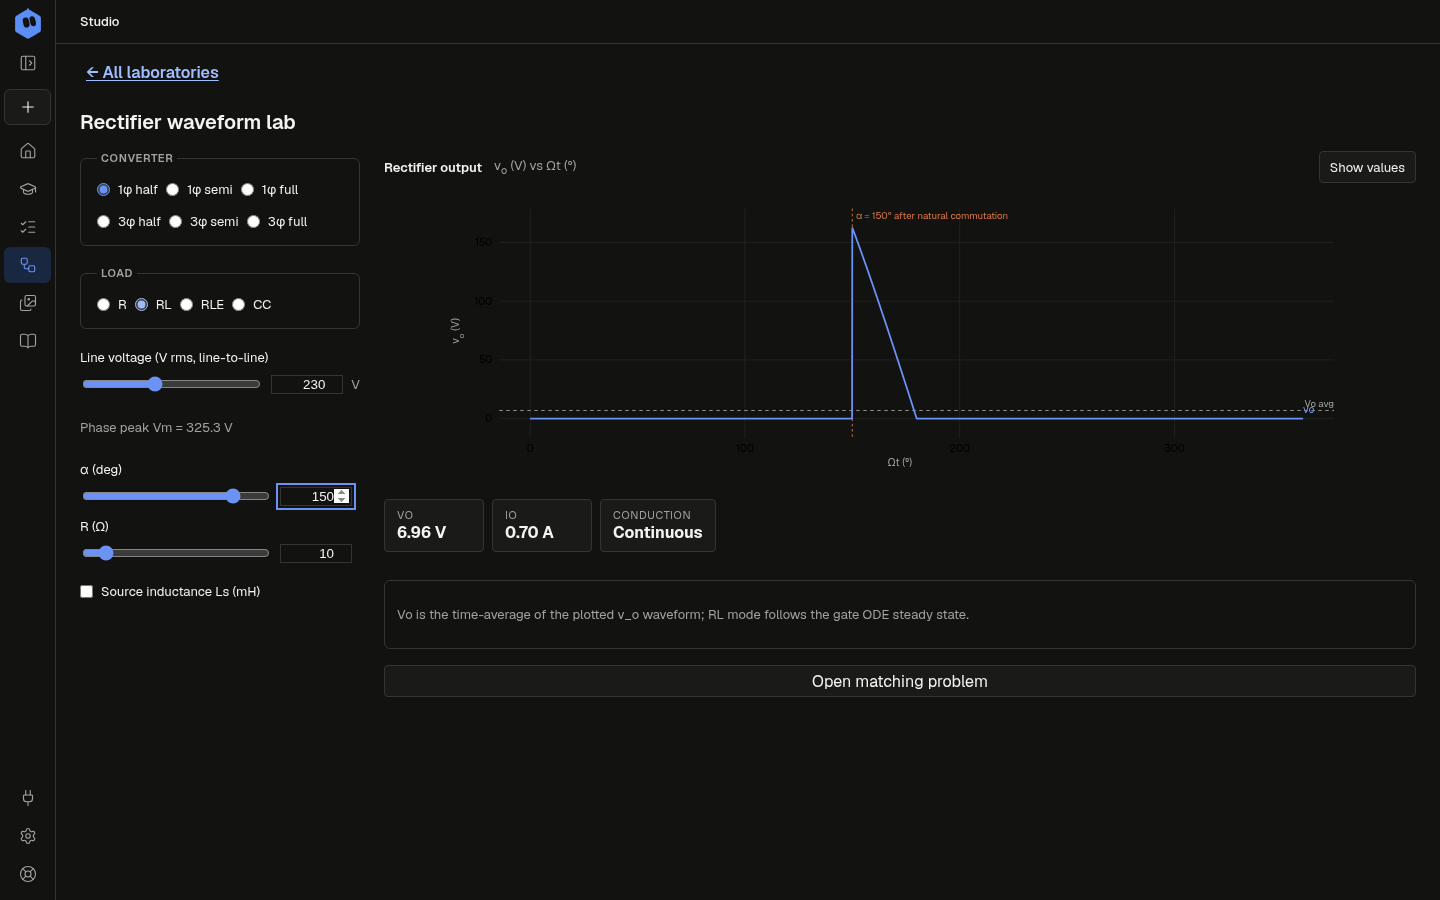 Studio
← All laboratories
Rectifier waveform lab
CONVERTER
1φ half 1φ semi 1φ full
3φ half 3φ semi 3φ full
LOAD
R RL RLE CC
Line voltage (V rms, line-to-line)
230 V
Phase peak Vm = 325.3 V
α (deg)
150
R (Ω)
10
Source inductance Ls (mH)
Rectifier output vo (V) vs Ωt (°)
Show values
α = 150° after natural commutation
150
100
50
0
vo (V)
Vo avg
vo
0 100 200 300
Ωt (°)
VO
6.96 V
IO
0.70 A
CONDUCTION
Continuous
Vo is the time-average of the plotted v_o waveform; RL mode follows the gate ODE steady state.
Open matching problem